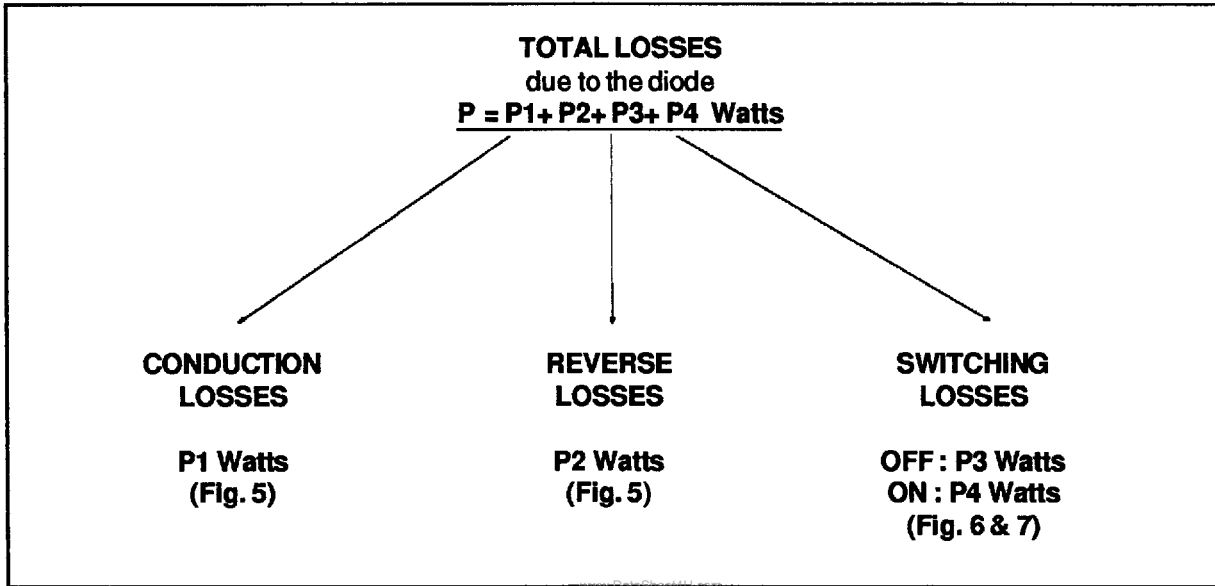 TOTAL LOSSES
due to the diode
P = P1+ P2+ P3+ P4 Watts
CONDUCTION
LOSSES
P1 Watts
(Fig. 5)
REVERSE
LOSSES
P2 Watts
(Fig. 5)
SWITCHING
LOSSES
OFF : P3 Watts
ON : P4 Watts
(Fig. 6 & 7)